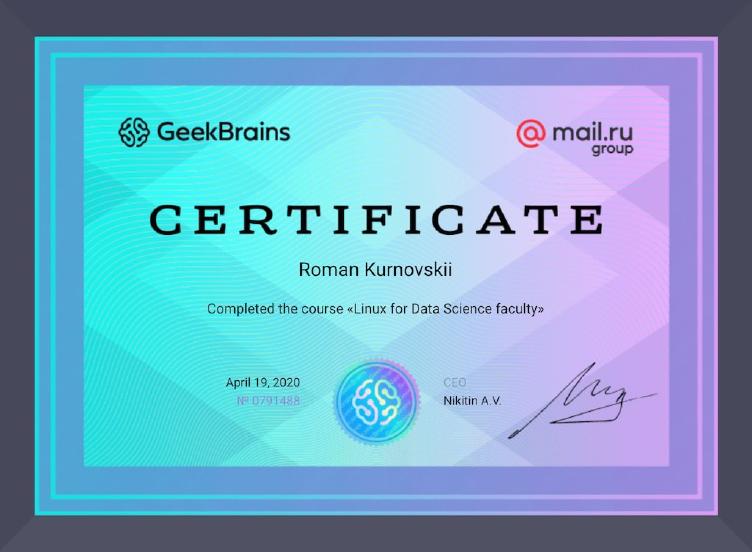 GeekBrains
@ mail.ru
group
CERTIFICATE
Roman Kurnovskii
Completed the course «Linux for Data Science faculty»
April 19, 2020
№ 0791488
CEO
Nikitin A.V.